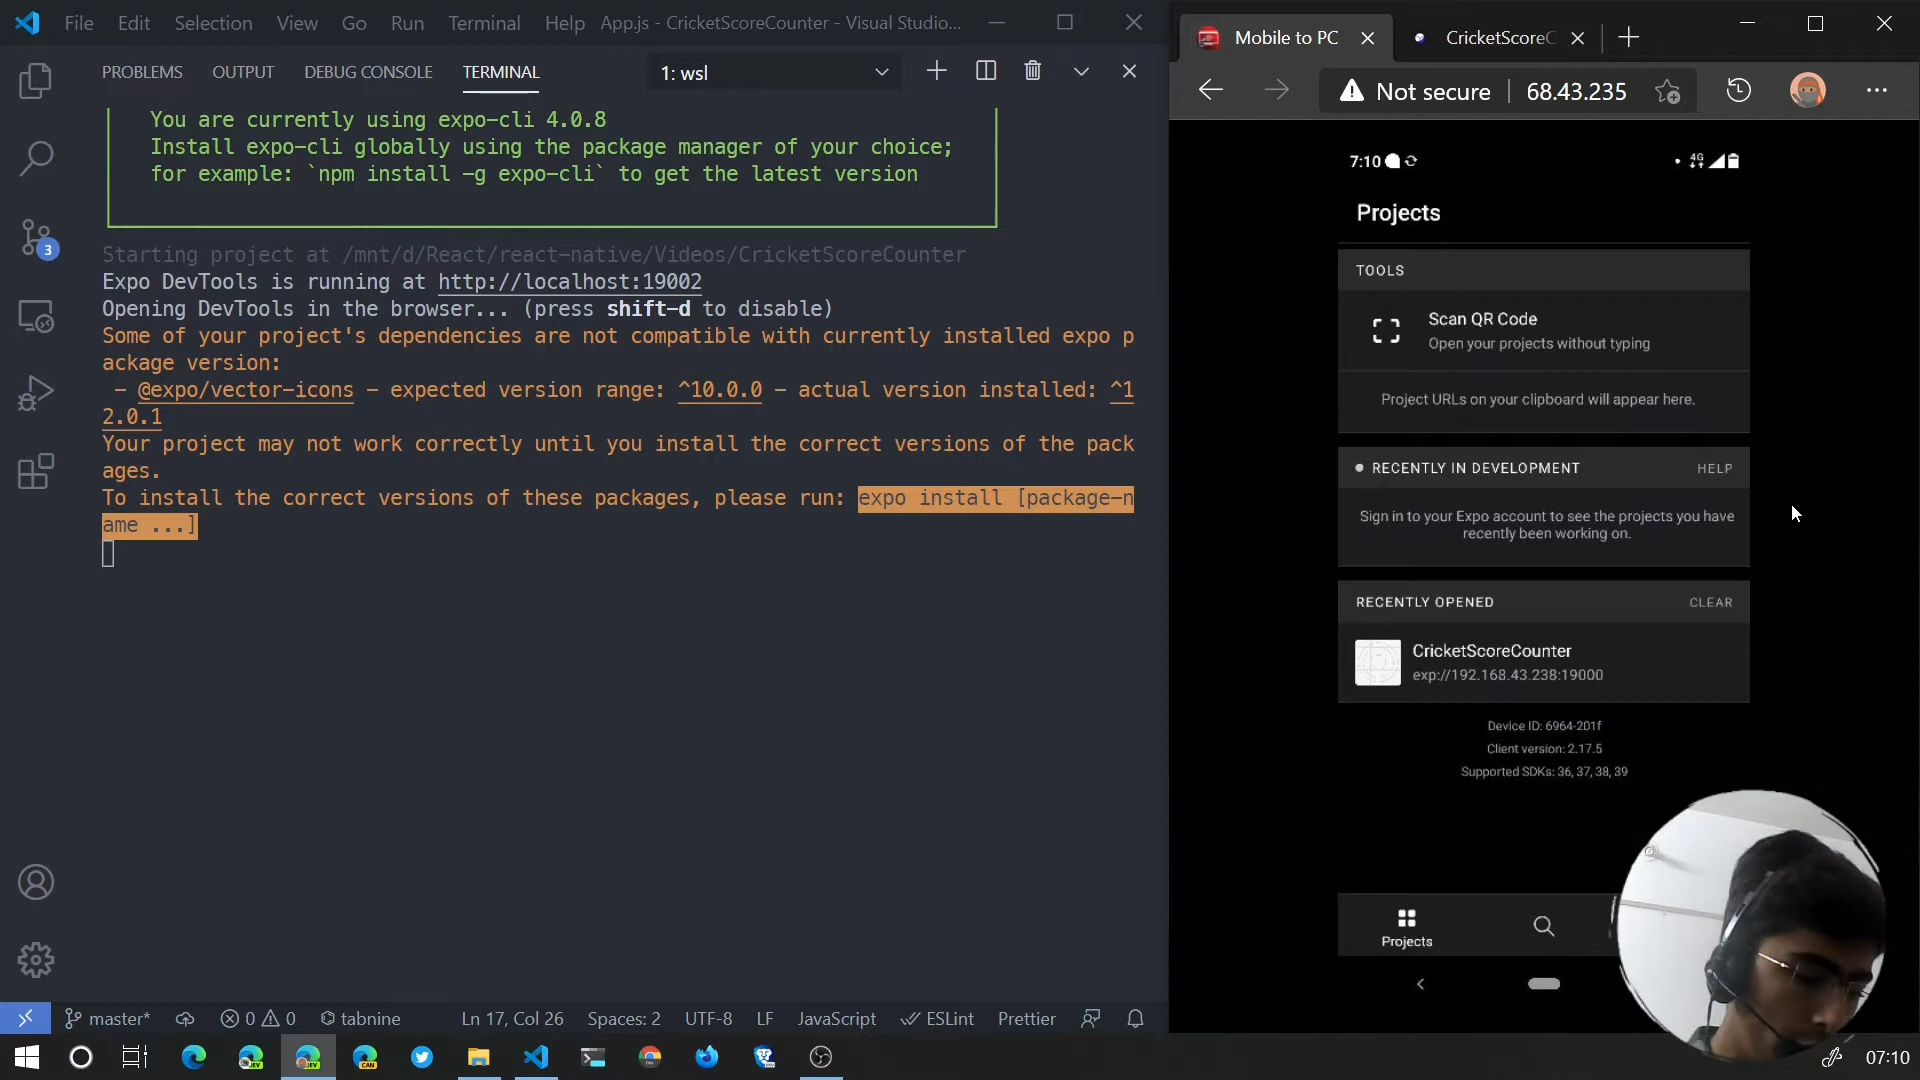 File Edit Selection View Go Run Terminal Help App.js - CricketScoreCounter - Visual Studio...
PROBLEMS OUTPUT DEBUG CONSOLE TERMINAL 1: wsl
You are currently using expo-cli 4.0.8
Install expo-cli globally using the package manager of your choice;
for example: `npm install -g expo-cli` to get the latest version
Starting project at /mnt/d/React/react-native/Videos/CricketScoreCounter
Expo DevTools is running at http://localhost:19002
Opening DevTools in the browser... (press shift-d to disable)
Some of your project's dependencies are not compatible with currently installed expo p
ackage version:
- @expo/vector-icons - expected version range: ^10.0.0 - actual version installed: ^1
2.0.1
Your project may not work correctly until you install the correct versions of the pack
ages.
To install the correct versions of these packages, please run: expo install [package-n
ame ...]
3
master* 0 0 tabnine Ln 17, Col 26 Spaces: 2 UTF-8 LF JavaScript ESLint Prettier
Mobile to PC CricketScoreC
Not secure 68.43.235
7:10 4G
Projects
TOOLS
Scan QR Code
Open your projects without typing
Project URLs on your clipboard will appear here.
RECENTLY IN DEVELOPMENT HELP
Sign in to your Expo account to see the projects you have
recently been working on.
RECENTLY OPENED CLEAR
CricketScoreCounter
exp://192.168.43.238:19000
Device ID: 6964-201f
Client version: 2.17.5
Supported SDKs: 36, 37, 38, 39
Projects
DEV DEV CAN 07:10